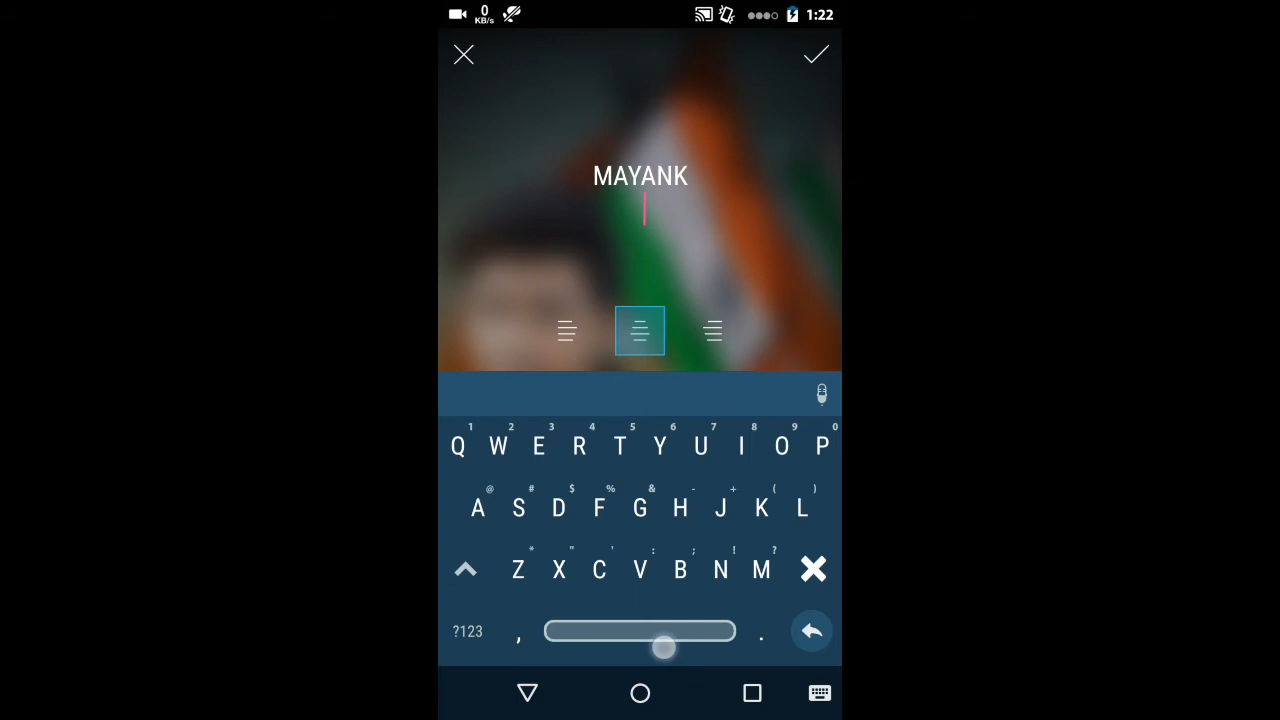 0
KB/s
1:22
MAYANK
1 2 3 4 5 6 7 8 9 0
Q W E R T Y U I O P
@ # $ % & - + ( )
A S D F G H J K L
* " ' : ; ! ?
Z X C V B N M
?123 , .